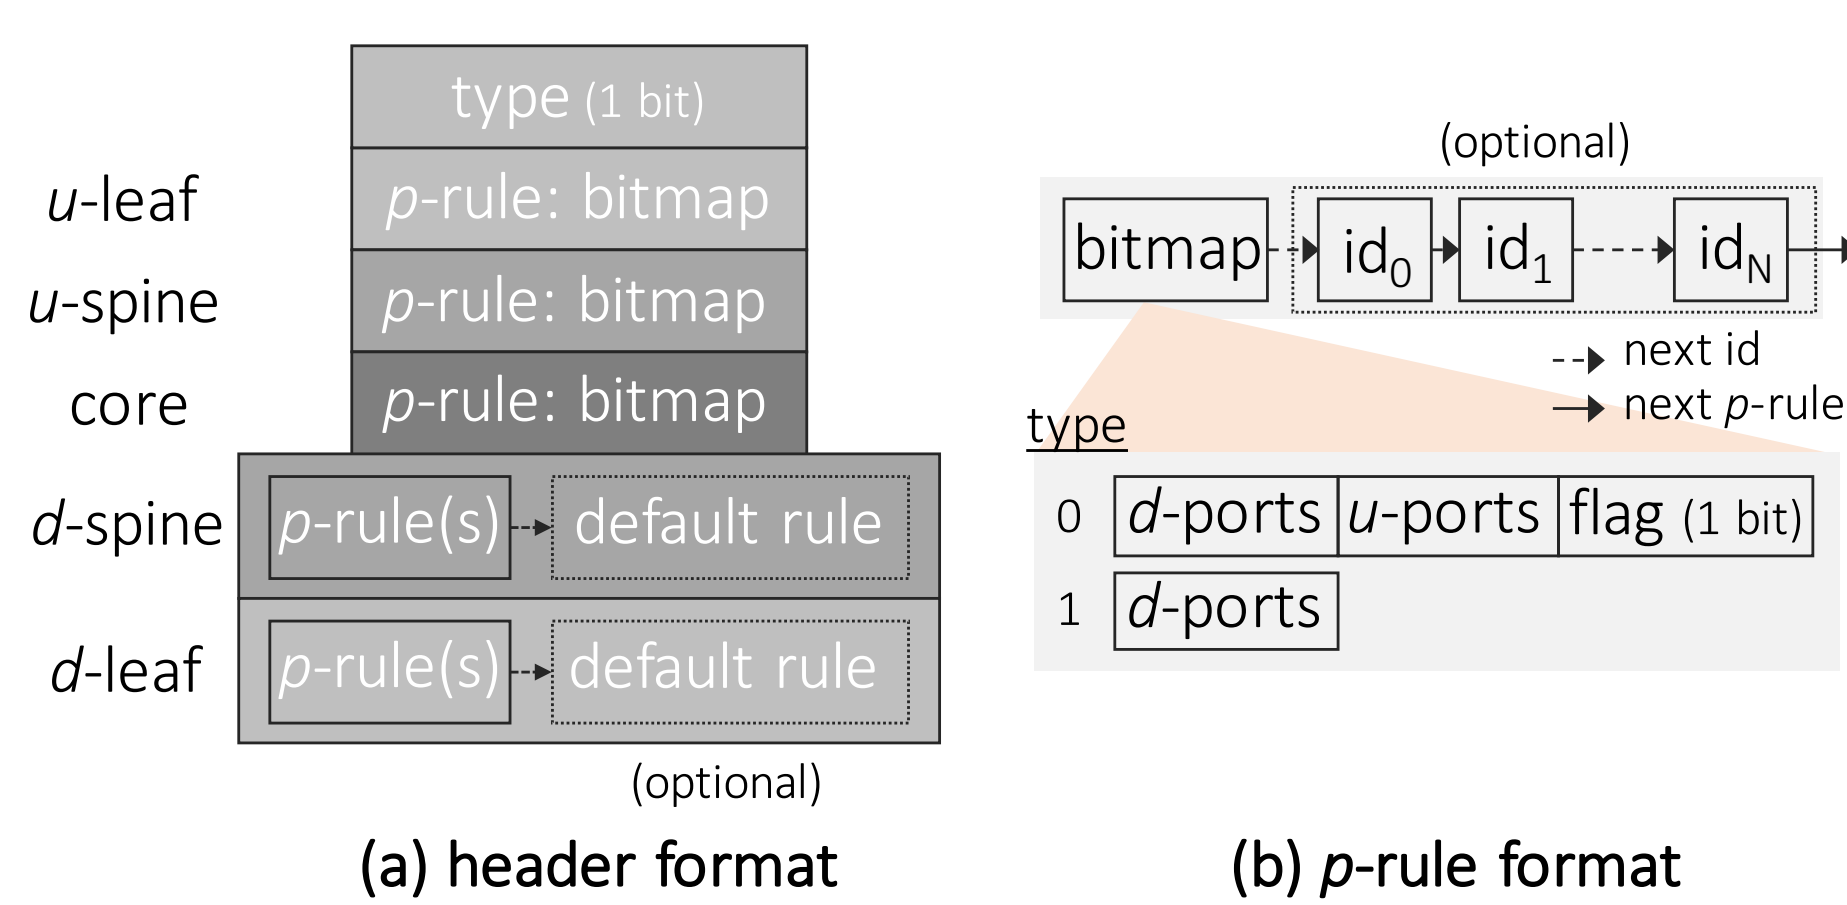 type (1 bit)
u-leaf p-rule: bitmap
u-spine p-rule: bitmap
core p-rule: bitmap
d-spine p-rule(s) default rule
d-leaf p-rule(s) default rule
(optional)
(a) header format
(optional)
bitmap id0 id1 idN
next id
next p-rule
type
0 d-ports u-ports flag (1 bit)
1 d-ports
(b) p-rule format